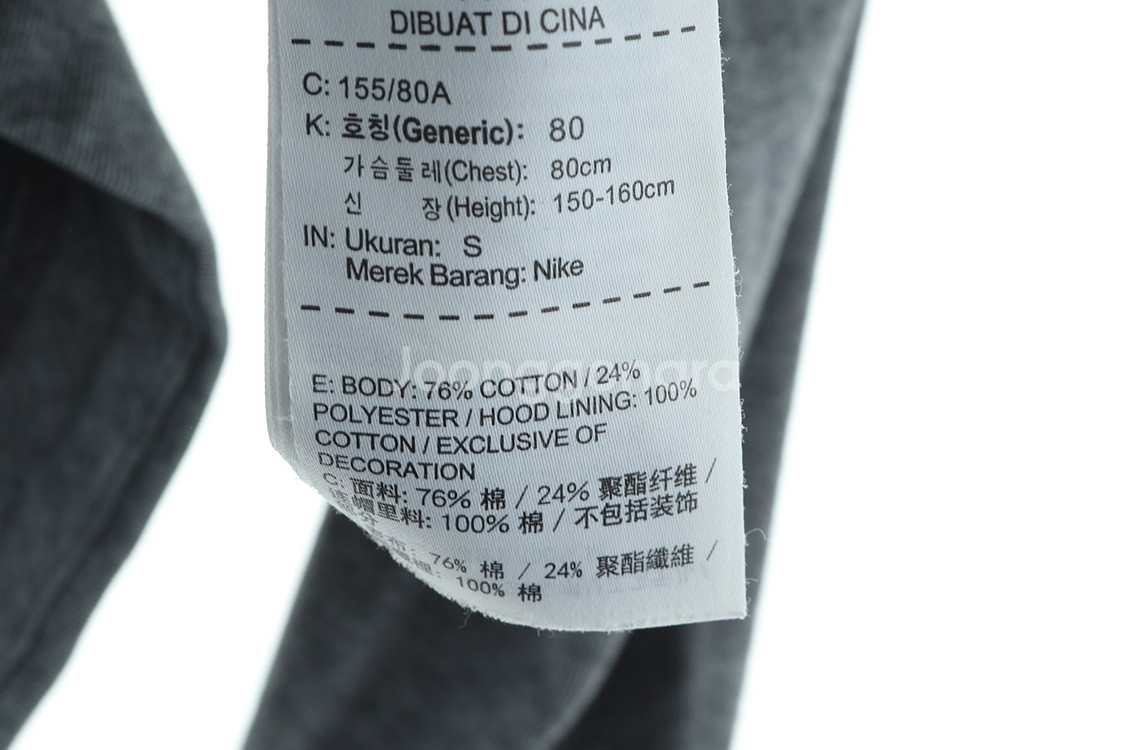 DIBUAT DI CINA
C: 155/80A
K: 호칭(Generic): 80
가슴둘레(Chest): 80cm
신 장(Height): 150-160cm
IN: Ukuran: S
Merek Barang: Nike
E: BODY: 76% COTTON / 24%
POLYESTER / HOOD LINING: 100%
COTTON / EXCLUSIVE OF
DECORATION
C: 面料: 76% 棉 / 24% 聚酯纤维 /
帽里料: 100% 棉 / 不包括装饰
布: 76% 棉 / 24% 聚酯纖維 /
100% 棉